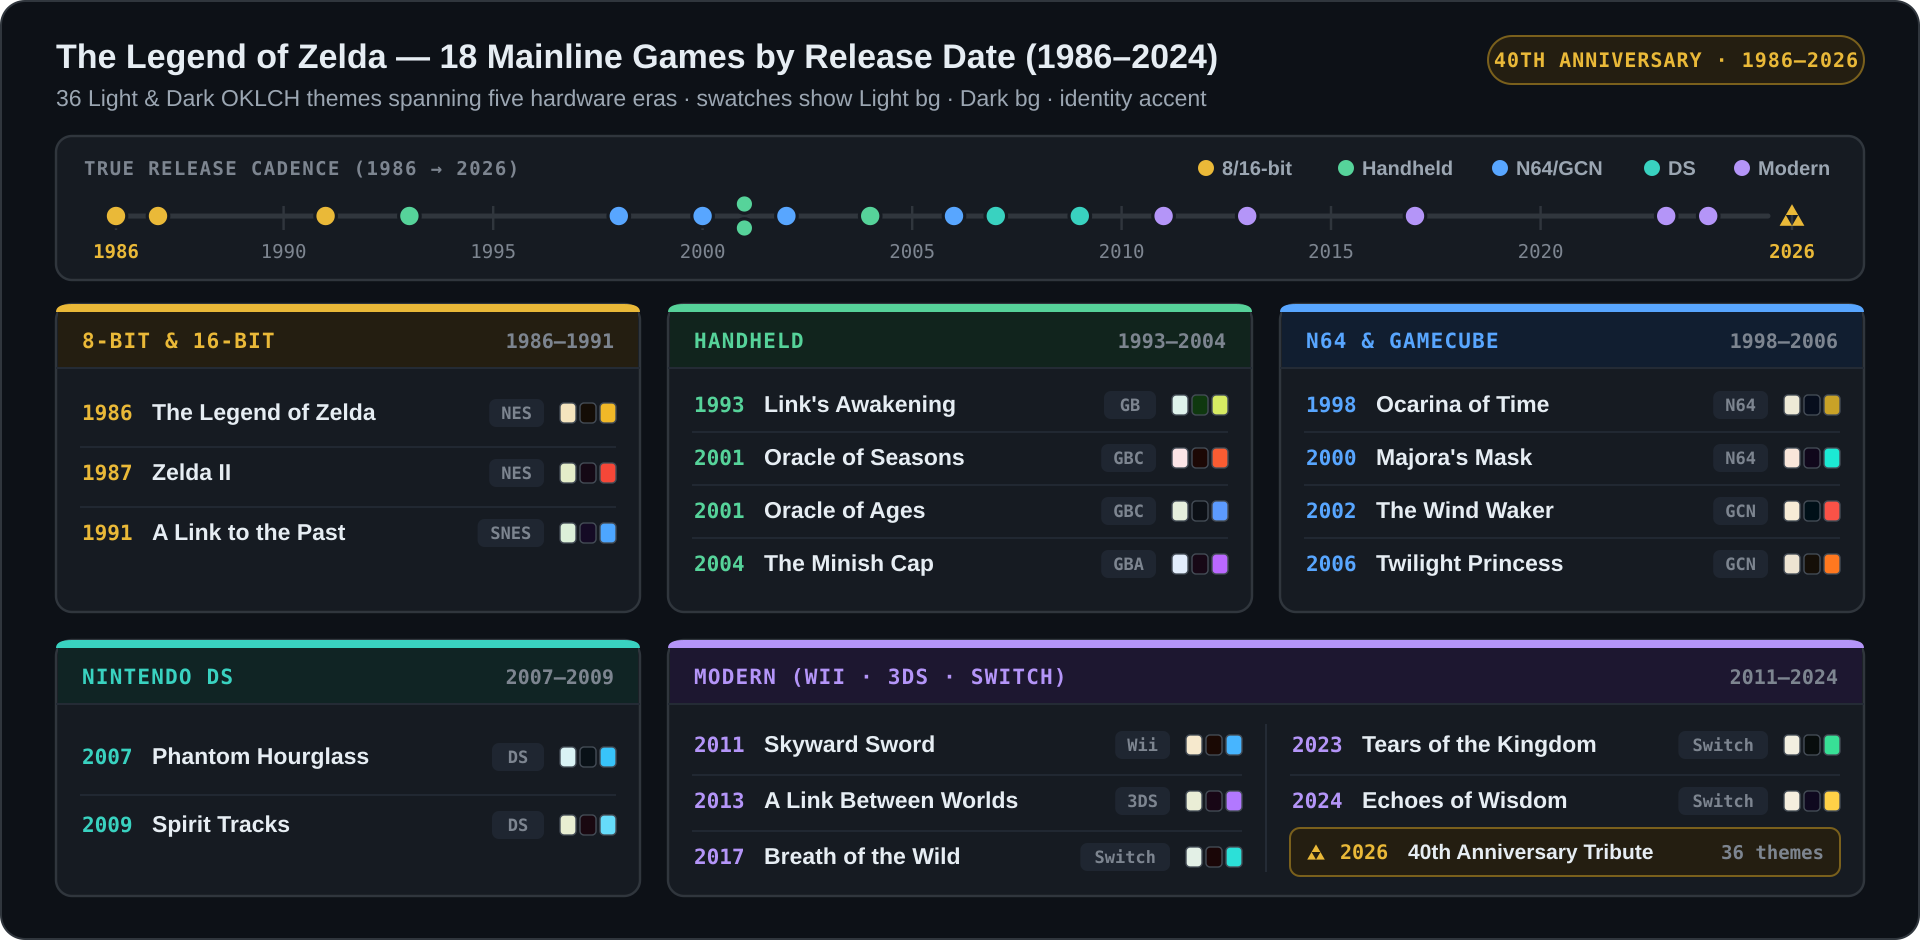 The Legend of Zelda — 18 Mainline Games by Release Date (1986–2024)
40TH ANNIVERSARY · 1986–2026
36 Light & Dark OKLCH themes spanning five hardware eras · swatches show Light bg · Dark bg · identity accent
TRUE RELEASE CADENCE (1986 → 2026)
8/16-bit Handheld N64/GCN DS Modern
1986 1990 1995 2000 2005 2010 2015 2020 2026
8-BIT & 16-BIT 1986–1991
1986 The Legend of Zelda NES
1987 Zelda II NES
1991 A Link to the Past SNES
HANDHELD 1993–2004
1993 Link's Awakening GB
2001 Oracle of Seasons GBC
2001 Oracle of Ages GBC
2004 The Minish Cap GBA
N64 & GAMECUBE 1998–2006
1998 Ocarina of Time N64
2000 Majora's Mask N64
2002 The Wind Waker GCN
2006 Twilight Princess GCN
NINTENDO DS 2007–2009
2007 Phantom Hourglass DS
2009 Spirit Tracks DS
MODERN (WII · 3DS · SWITCH) 2011–2024
2011 Skyward Sword Wii
2013 A Link Between Worlds 3DS
2017 Breath of the Wild Switch
2023 Tears of the Kingdom Switch
2024 Echoes of Wisdom Switch
2026 40th Anniversary Tribute 36 themes